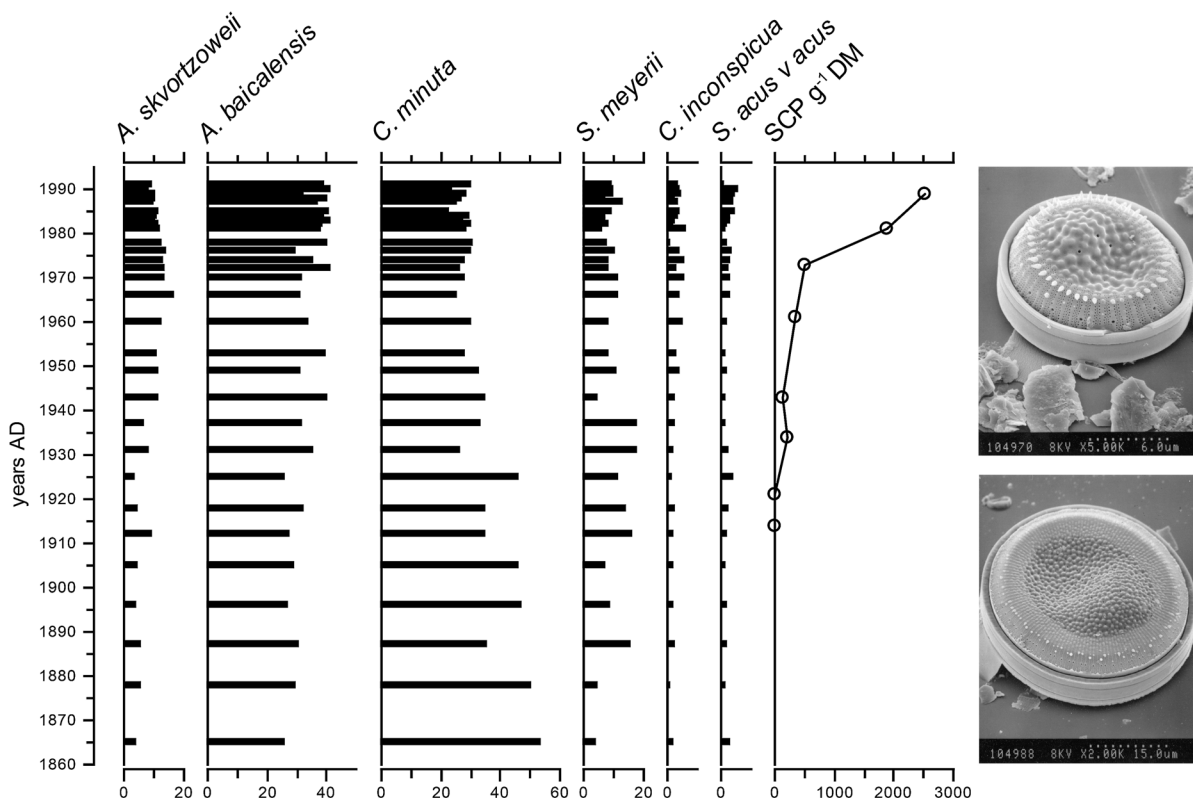 A. skvortzoweii
A. baicalensis
C. minuta
S. meyerii
C. inconspicua
S. acus v acus
SCP g⁻¹ DM
years AD
1990
1980
1970
1960
1950
1940
1930
1920
1910
1900
1890
1880
1870
1860
0 20
0 20 40
0 20 40 60
0 20
0
0
0 1000 2000 3000
104970 8KV X5.00K 6.0um
104988 8KV X2.00K 15.0um